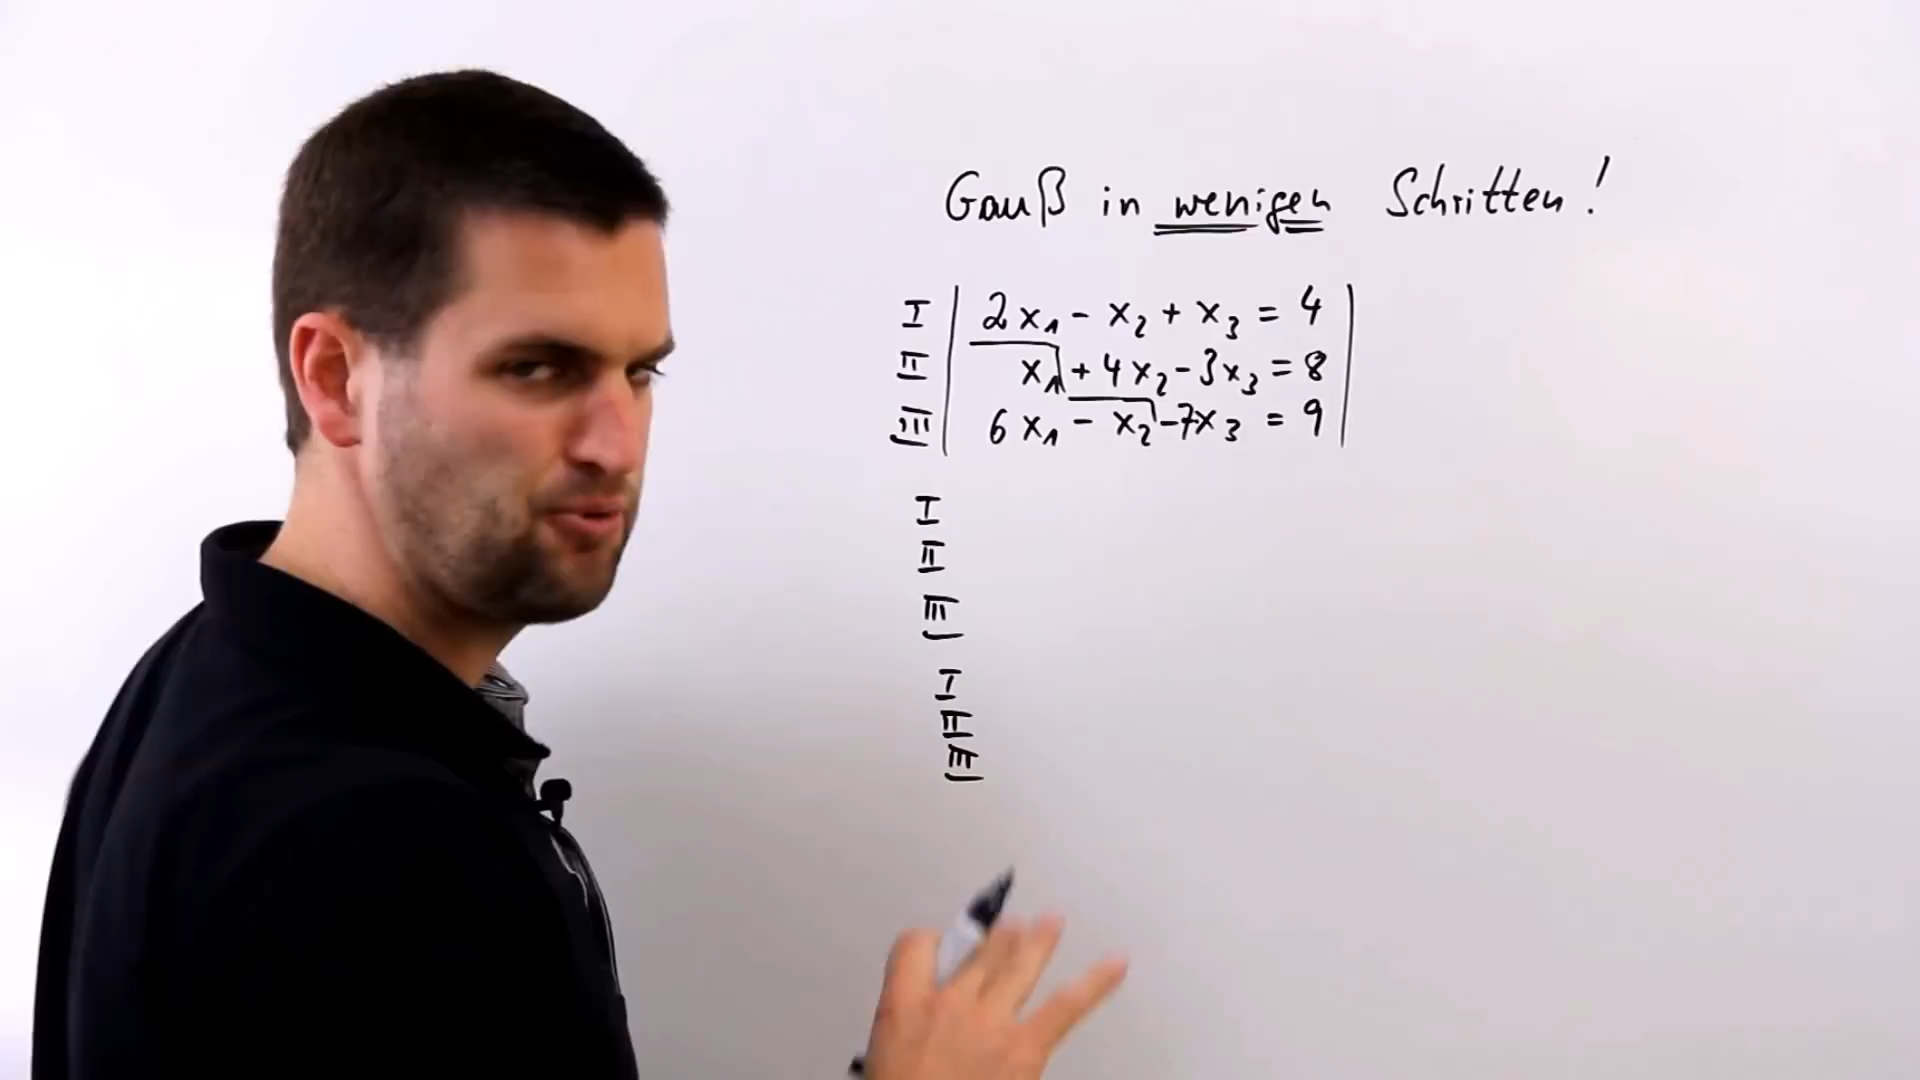 Gauß in wenigen Schritten!
I | 2x₁ - x₂ + x₃ = 4 |
II | x₁ + 4x₂ - 3x₃ = 8 |
III | 6x₁ - x₂ - 7x₃ = 9 |
I
II
III
I
II
III